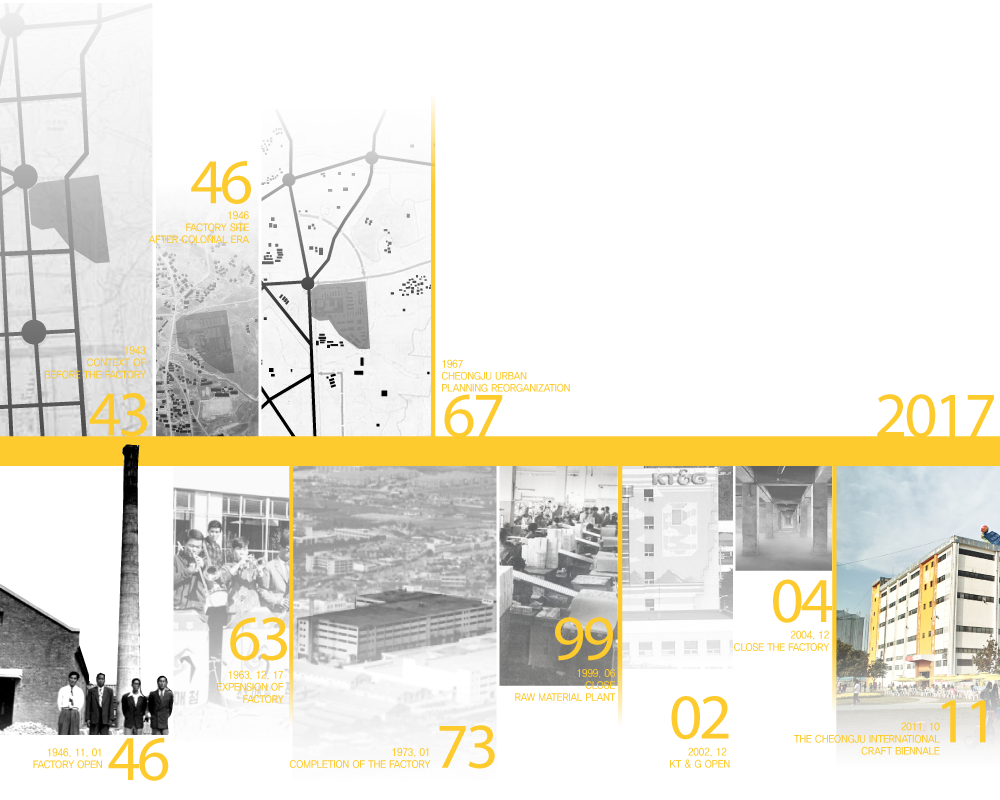 46
1946
FACTORY SITE
AFTER COLONIAL ERA
1943
CONTEXT OF
BEFORE THE FACTORY
43
1967
CHEONGJU URBAN
PLANNING REORGANIZATION
67
2017
1946, 11, 01
FACTORY OPEN
46
63
1963, 12, 17
EXPENSION OF
FACTORY
1973, 01
COMPLETION OF THE FACTORY
73
99
1999, 06
CLOSE
RAW MATERIAL PLANT
KT&G
02
2002, 12
KT & G OPEN
04
2004, 12
CLOSE THE FACTORY
11
2011, 10
THE CHEONGJU INTERNATIONAL
CRAFT BIENNALE